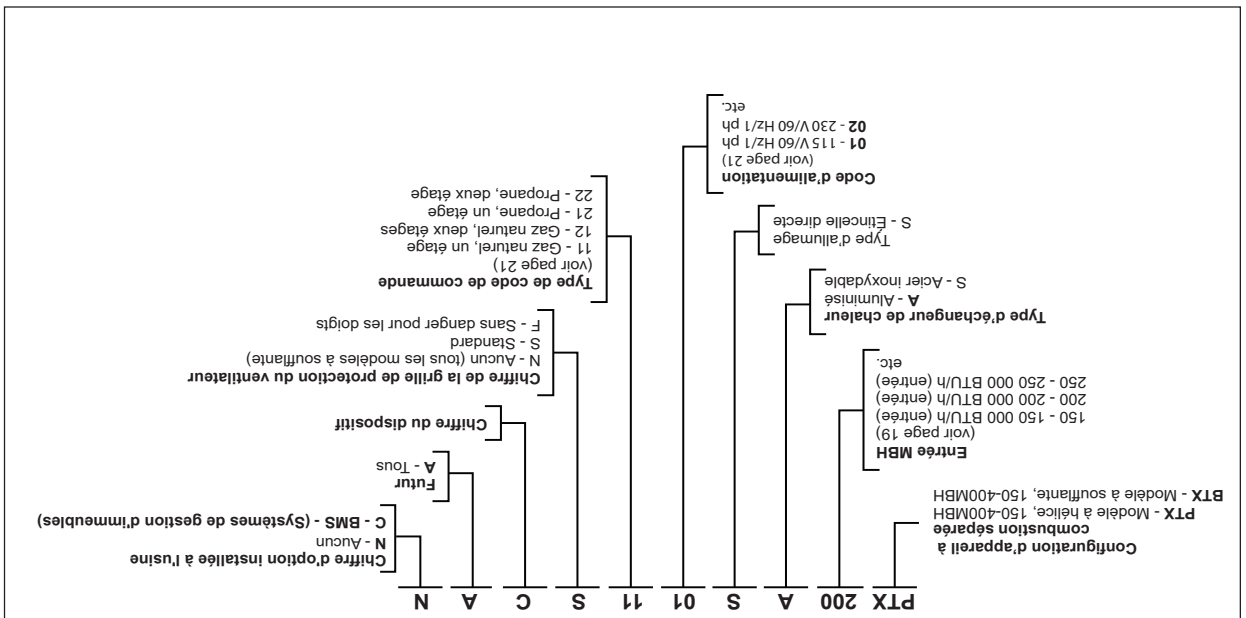 PTX 200 A S 01 11 S C A N
Configuration d'appareil à
combustion séparée
PTX - Modèle à hélice, 150-400MBH
BTX - Modèle à soufflante, 150-400MBH
Entrée MBH
(voir page 19)
150 - 150 000 BTU/h (entrée)
200 - 200 000 BTU/h (entrée)
250 - 250 000 BTU/h (entrée)
etc.
Type d'échangeur de chaleur
A - Aluminisé
S - Acier inoxydable
Type d'allumage
S - Étincelle directe
Code d'alimentation
(voir page 21)
01 - 115 V/60 Hz/1 ph
02 - 230 V/60 Hz/1 ph
etc.
Type de code de commande
(voir page 21)
11 - Gaz naturel, un étage
12 - Gaz naturel, deux étages
21 - Propane, un étage
22 - Propane, deux étage
Chiffre de la grille de protection du ventilateur
N - Aucun (tous les modèles à soufflante)
S - Standard
F - Sans danger pour les doigts
Chiffre du dispositif
Futur
A - Tous
Chiffre d'option installée à l'usine
N - Aucun
C - BMS - (Systèmes de gestion d'immeubles)